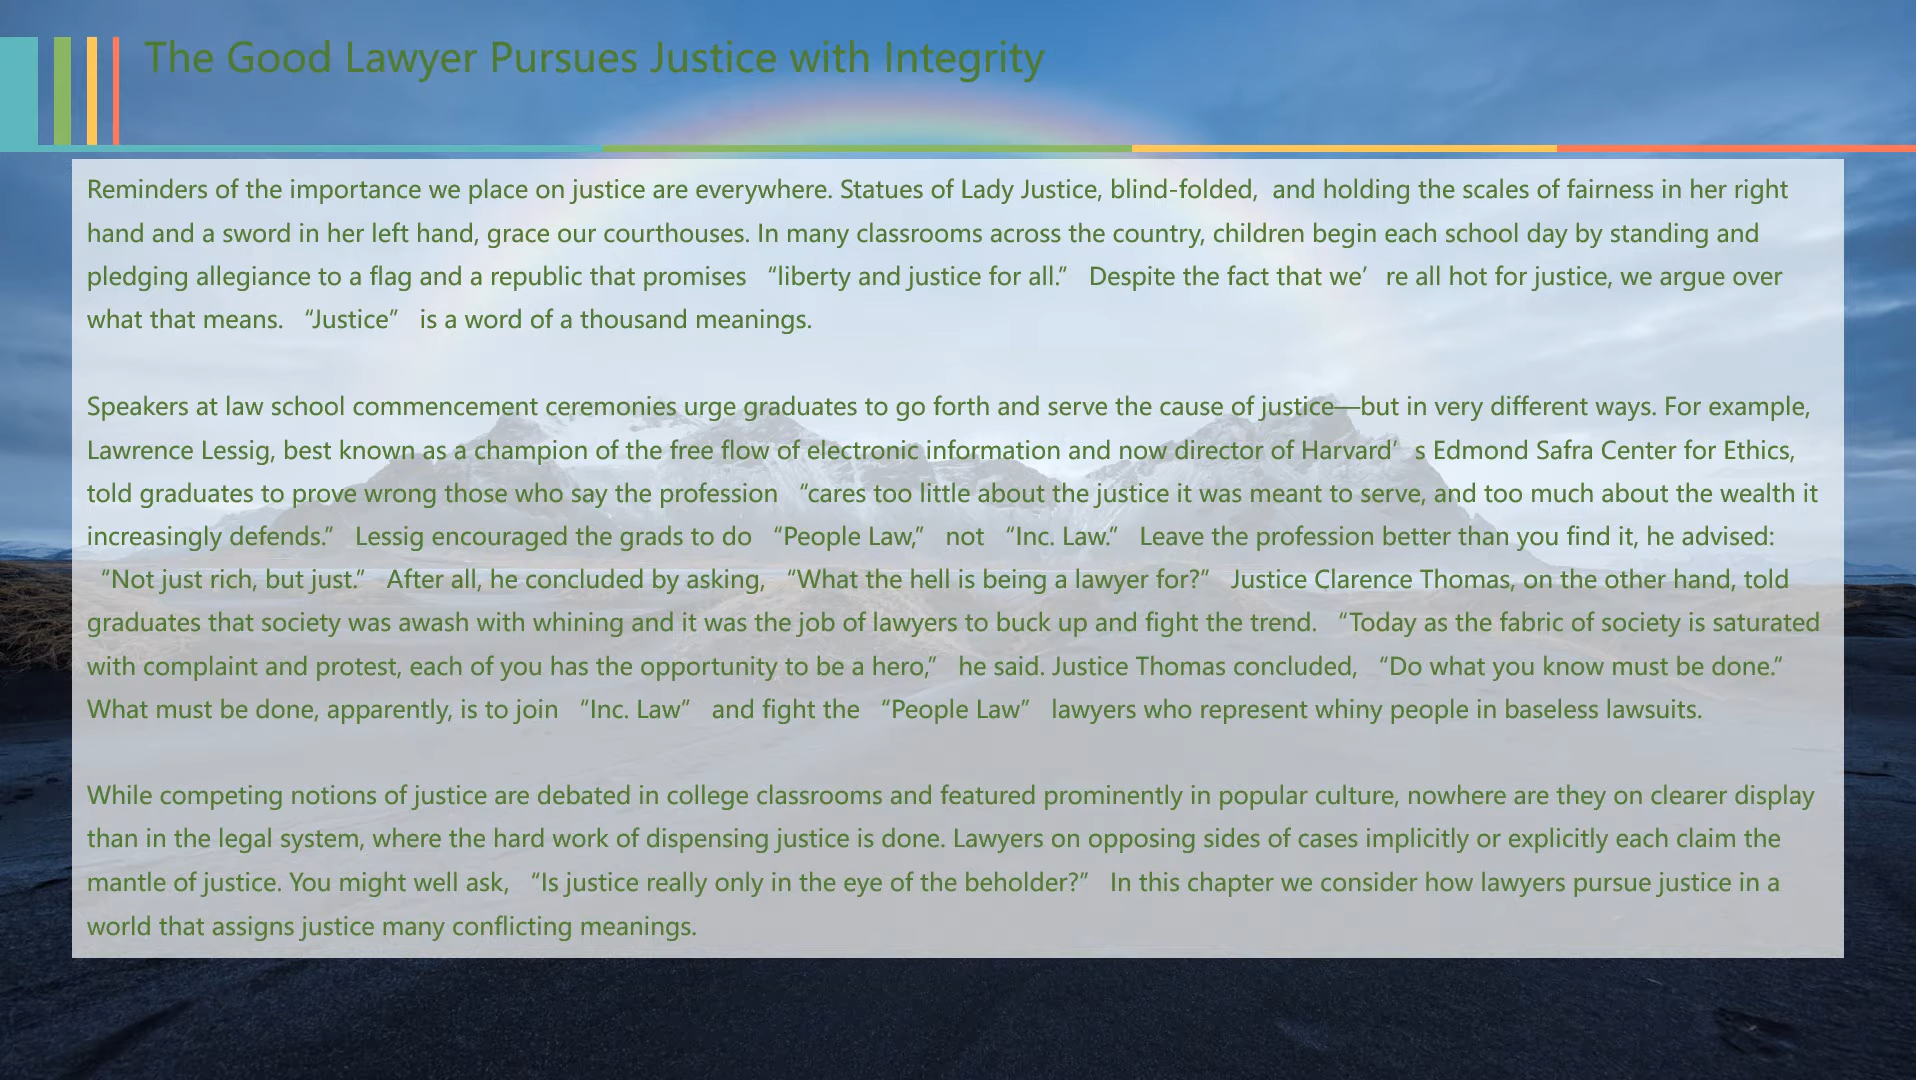 The Good Lawyer Pursues Justice with Integrity
Reminders of the importance we place on justice are everywhere. Statues of Lady Justice, blind-folded,  and holding the scales of fairness in her right
hand and a sword in her left hand, grace our courthouses. In many classrooms across the country, children begin each school day by standing and
pledging allegiance to a flag and a republic that promises “liberty and justice for all.” Despite the fact that we’re all hot for justice, we argue over
what that means. “Justice” is a word of a thousand meanings.
Speakers at law school commencement ceremonies urge graduates to go forth and serve the cause of justice—but in very different ways. For example,
Lawrence Lessig, best known as a champion of the free flow of electronic information and now director of Harvard’s Edmond Safra Center for Ethics,
told graduates to prove wrong those who say the profession “cares too little about the justice it was meant to serve, and too much about the wealth it
increasingly defends.” Lessig encouraged the grads to do “People Law,” not “Inc. Law.” Leave the profession better than you find it, he advised:
“Not just rich, but just.” After all, he concluded by asking, “What the hell is being a lawyer for?” Justice Clarence Thomas, on the other hand, told
graduates that society was awash with whining and it was the job of lawyers to buck up and fight the trend. “Today as the fabric of society is saturated
with complaint and protest, each of you has the opportunity to be a hero,” he said. Justice Thomas concluded, “Do what you know must be done.”
What must be done, apparently, is to join “Inc. Law” and fight the “People Law” lawyers who represent whiny people in baseless lawsuits.
While competing notions of justice are debated in college classrooms and featured prominently in popular culture, nowhere are they on clearer display
than in the legal system, where the hard work of dispensing justice is done. Lawyers on opposing sides of cases implicitly or explicitly each claim the
mantle of justice. You might well ask, “Is justice really only in the eye of the beholder?” In this chapter we consider how lawyers pursue justice in a
world that assigns justice many conflicting meanings.